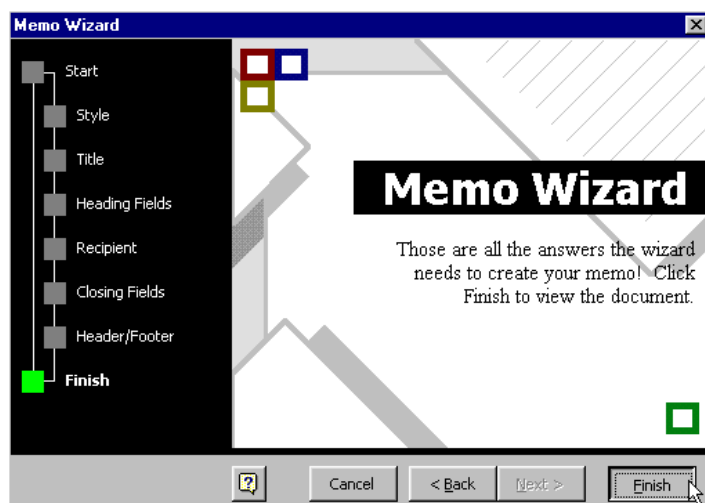 Memo Wizard
Start
Style
Title
Heading Fields
Recipient
Closing Fields
Header/Footer
Finish
Memo Wizard
Those are all the answers the wizard
needs to create your memo! Click
Finish to view the document.
?
Cancel
< Back
Next >
Finish